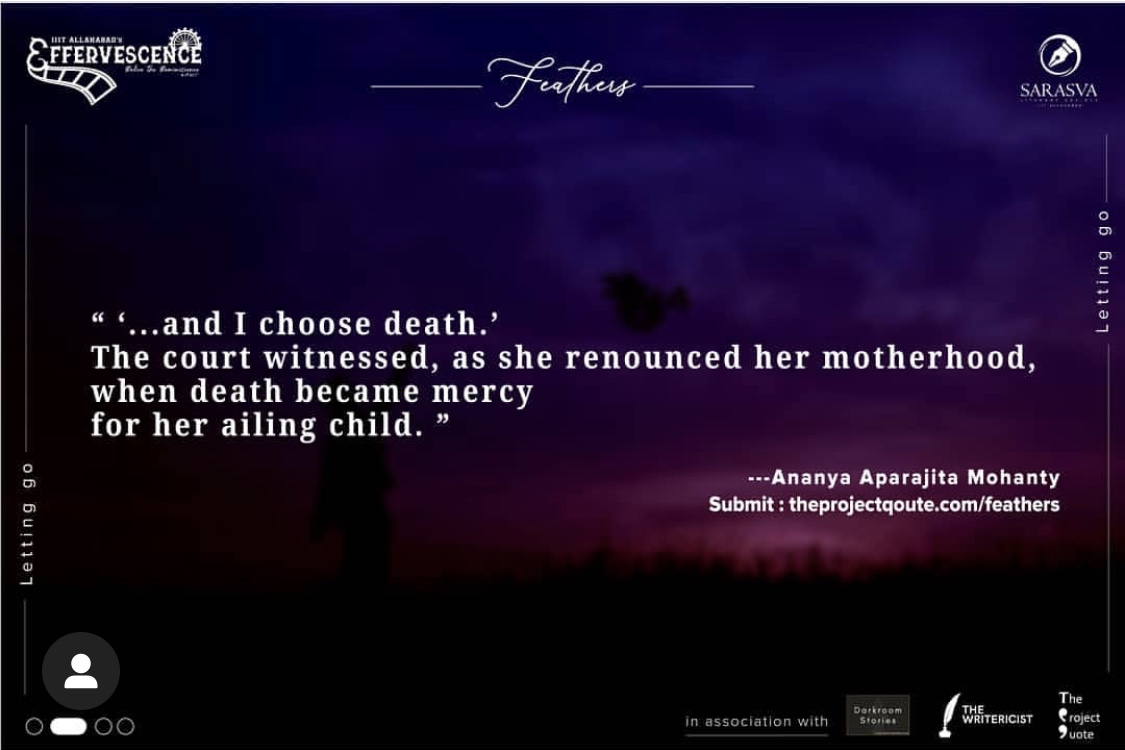 IIIT ALLAHABAD's
EFFERVESCENCE
Feathers
SARASVA
Letting go
“ ‘...and I choose death.’
The court witnessed, as she renounced her motherhood,
when death became mercy
for her ailing child. ”
---Ananya Aparajita Mohanty
Submit : theprojectqoute.com/feathers
Letting go
in association with
Darkroom
Stories
THE
WRITERICIST
The
Project
Quote